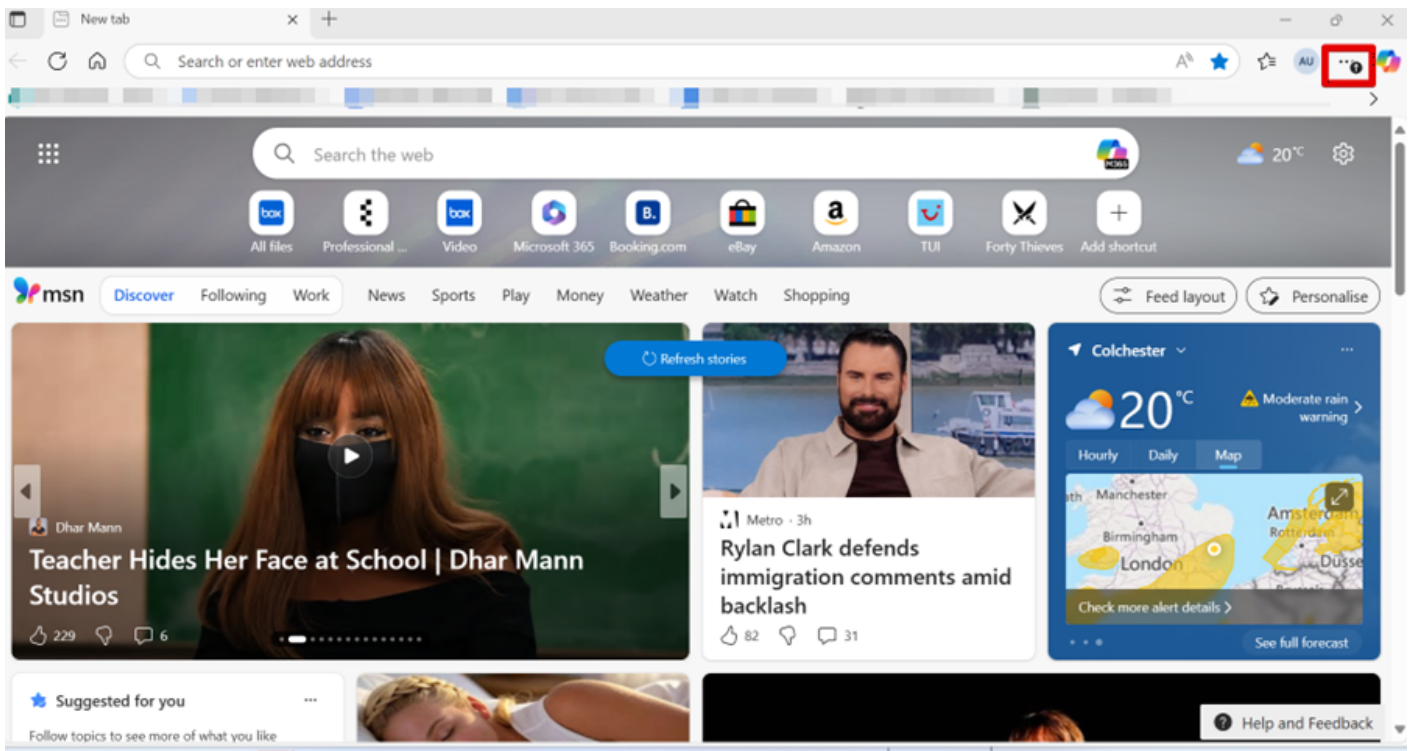 New tab
Search or enter web address
AU
Search the web
M365
20°C
box
box
B.
a
All files
Professional ...
Video
Microsoft 365
Booking.com
eBay
Amazon
TUI
Forty Thieves
Add shortcut
msn
Discover
Following
Work
News
Sports
Play
Money
Weather
Watch
Shopping
Feed layout
Personalise
Refresh stories
Dhar Mann
Teacher Hides Her Face at School | Dhar Mann
Studios
229
6
Metro · 3h
Rylan Clark defends
immigration comments amid
backlash
82
31
Colchester
20°C
Moderate rain
warning
Hourly
Daily
Map
Manchester
Birmingham
London
Amsterdam
Rotterdam
Check more alert details
See full forecast
Suggested for you
Follow topics to see more of what you like
Help and Feedback